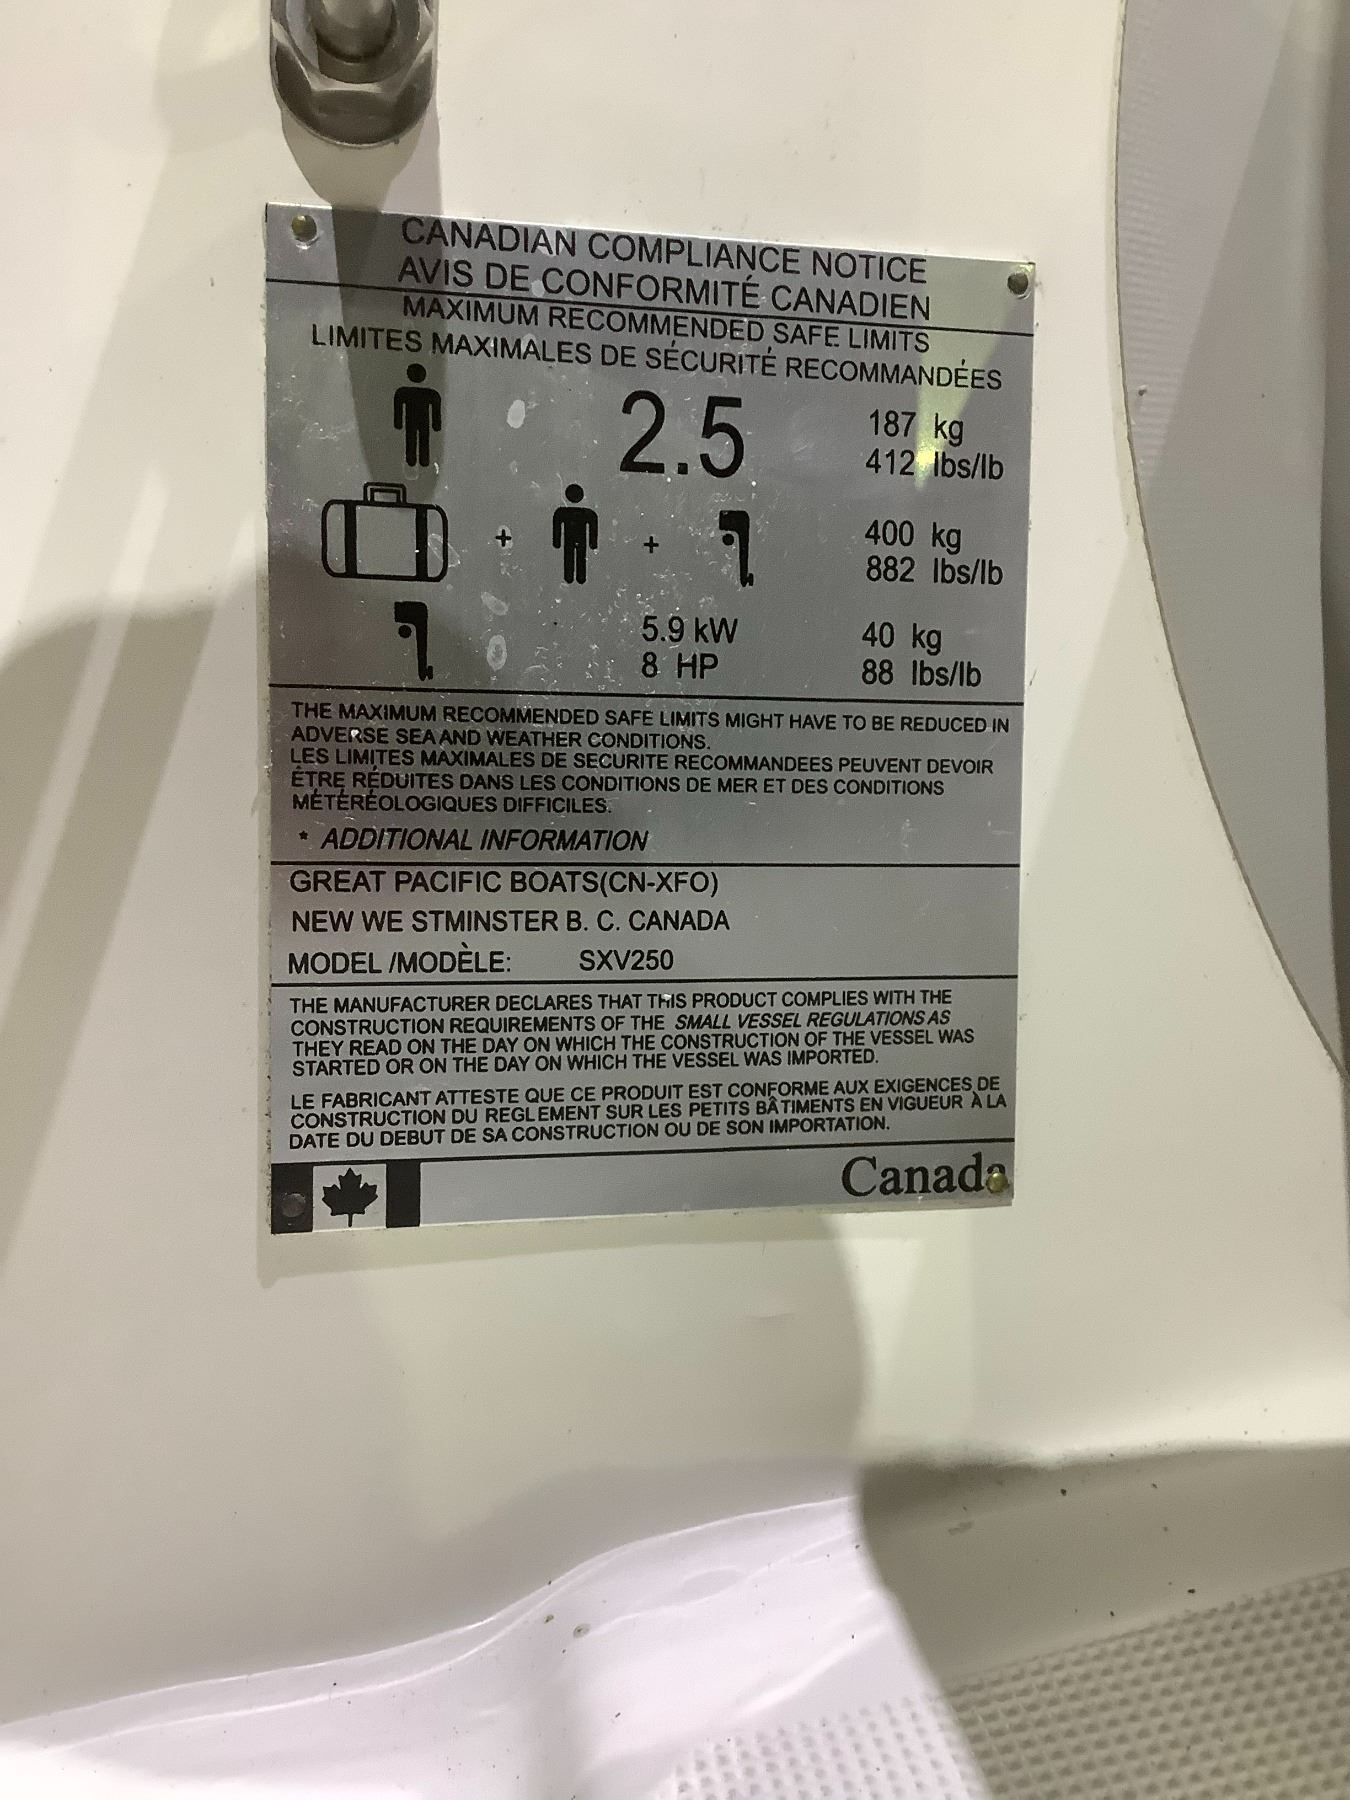 CANADIAN COMPLIANCE NOTICE
AVIS DE CONFORMITÉ CANADIEN
MAXIMUM RECOMMENDED SAFE LIMITS
LIMITES MAXIMALES DE SÉCURITÉ RECOMMANDÉES
2.5 187 kg
412 lbs/lb
+ + 400 kg
882 lbs/lb
5.9 kW 40 kg
8 HP 88 lbs/lb
THE MAXIMUM RECOMMENDED SAFE LIMITS MIGHT HAVE TO BE REDUCED IN
ADVERSE SEA AND WEATHER CONDITIONS.
LES LIMITES MAXIMALES DE SECURITE RECOMMANDEES PEUVENT DEVOIR
ÊTRE RÉDUITES DANS LES CONDITIONS DE MER ET DES CONDITIONS
MÉTÉRÉOLOGIQUES DIFFICILES.
* ADDITIONAL INFORMATION
GREAT PACIFIC BOATS(CN-XFO)
NEW WE STMINSTER B. C. CANADA
MODEL /MODÈLE: SXV250
THE MANUFACTURER DECLARES THAT THIS PRODUCT COMPLIES WITH THE
CONSTRUCTION REQUIREMENTS OF THE SMALL VESSEL REGULATIONS AS
THEY READ ON THE DAY ON WHICH THE CONSTRUCTION OF THE VESSEL WAS
STARTED OR ON THE DAY ON WHICH THE VESSEL WAS IMPORTED.
LE FABRICANT ATTESTE QUE CE PRODUIT EST CONFORME AUX EXIGENCES DE
CONSTRUCTION DU REGLEMENT SUR LES PETITS BÂTIMENTS EN VIGUEUR À LA
DATE DU DEBUT DE SA CONSTRUCTION OU DE SON IMPORTATION.
Canada